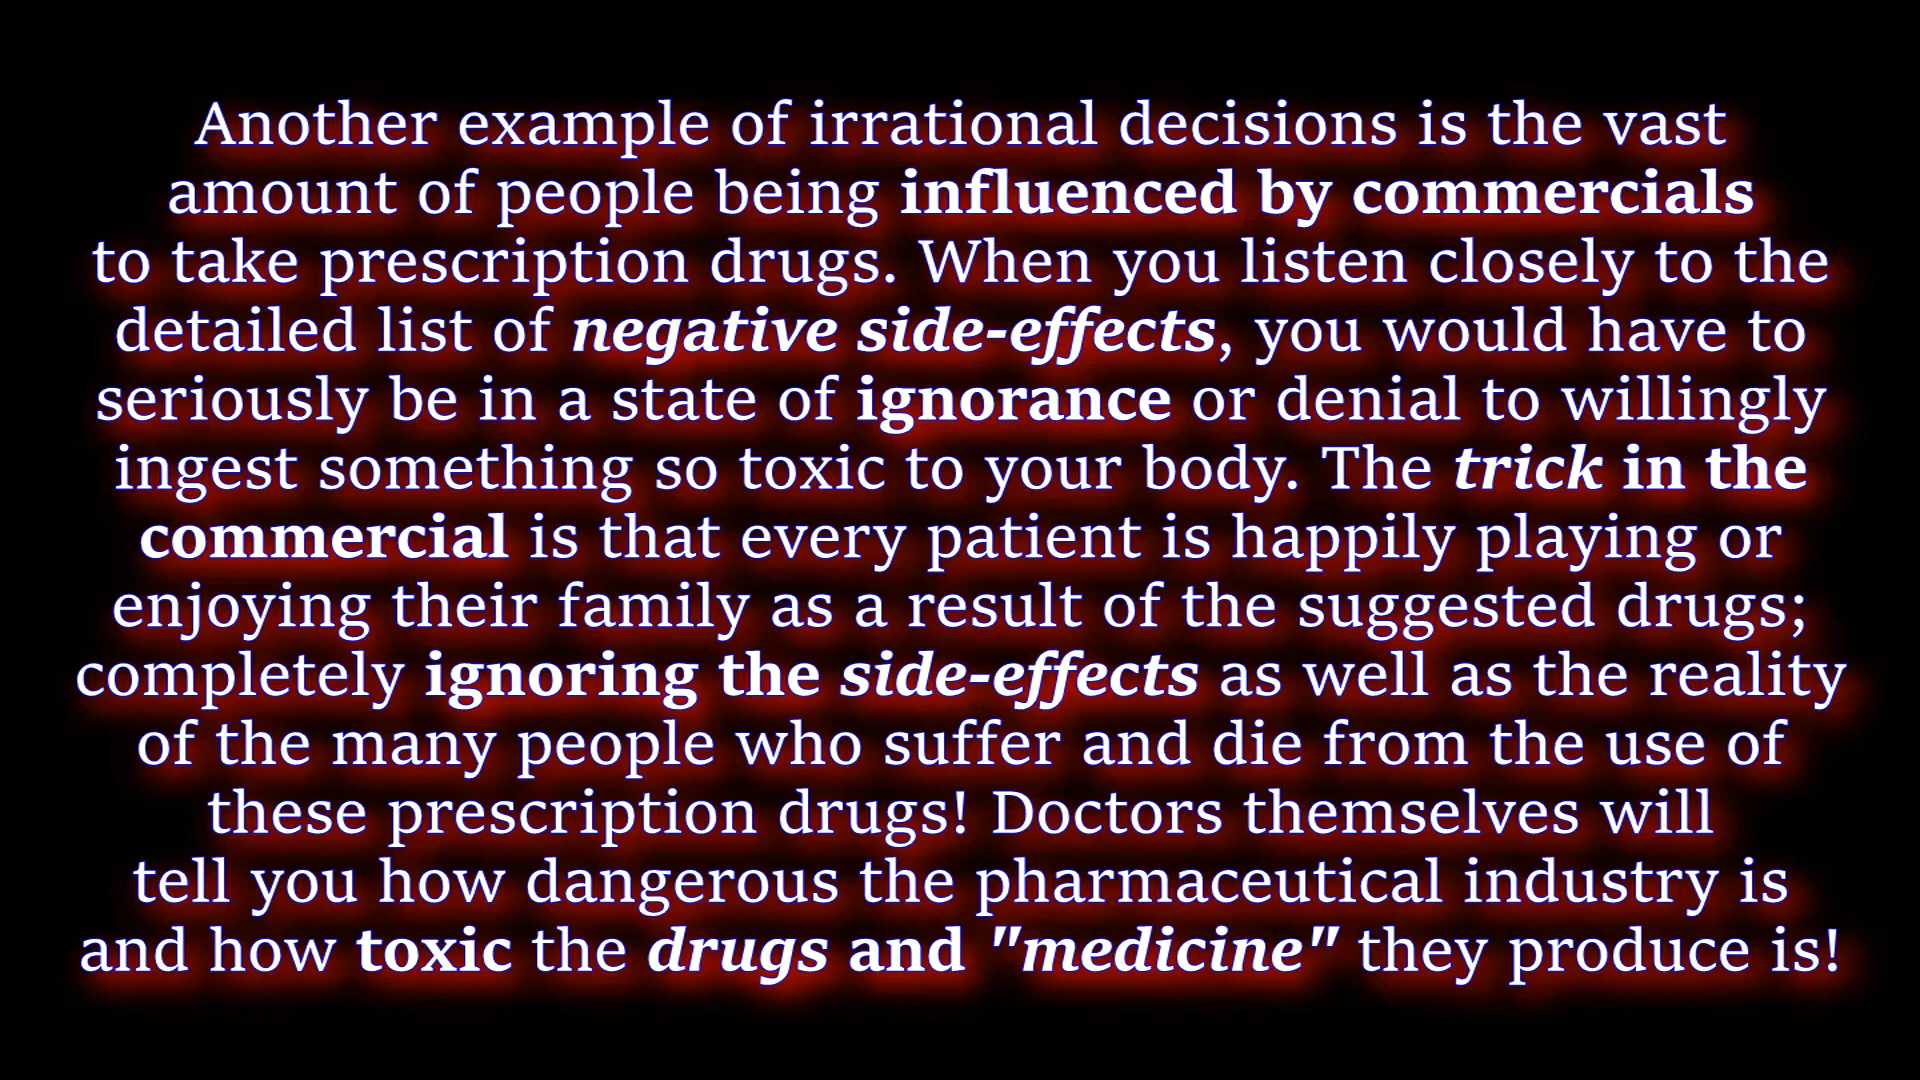 Another example of irrational decisions is the vast
amount of people being influenced by commercials
to take prescription drugs. When you listen closely to the
detailed list of negative side-effects, you would have to
seriously be in a state of ignorance or denial to willingly
ingest something so toxic to your body. The trick in the
commercial is that every patient is happily playing or
enjoying their family as a result of the suggested drugs;
completely ignoring the side-effects as well as the reality
of the many people who suffer and die from the use of
these prescription drugs! Doctors themselves will
tell you how dangerous the pharmaceutical industry is
and how toxic the drugs and "medicine" they produce is!